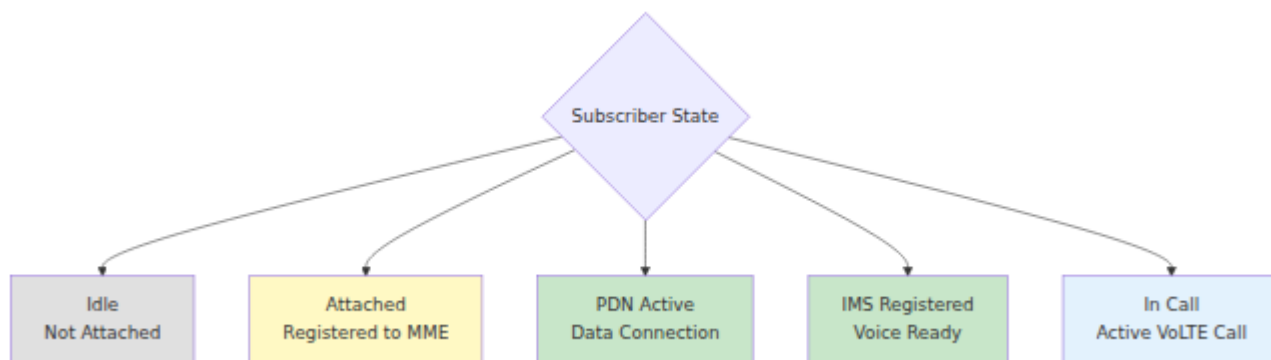 Subscriber State
Idle
Not Attached
Attached
Registered to MME
PDN Active
Data Connection
IMS Registered
Voice Ready
In Call
Active VoLTE Call